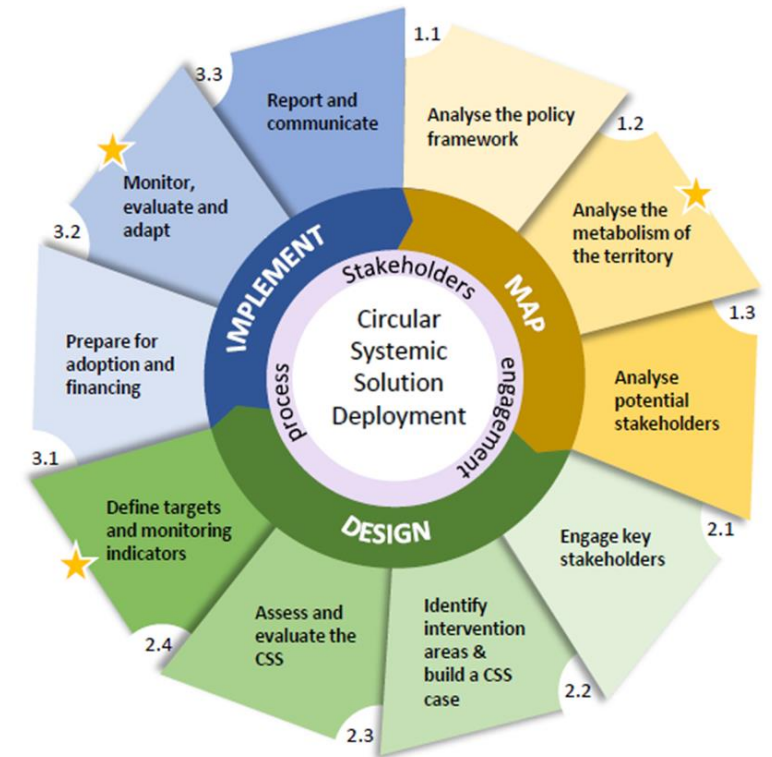 1.1
Analyse the policy
framework
1.2
Analyse the
metabolism of
the territory
1.3
Analyse
potential
stakeholders
2.1
Engage key
stakeholders
2.2
Identify
intervention
areas &
build a CSS
case
2.3
Assess and
evaluate the
CSS
2.4
Define targets
and monitoring
indicators
3.1
Prepare for
adoption and
financing
3.2
Monitor,
evaluate and
adapt
3.3
Report and
communicate
MAP
DESIGN
IMPLEMENT
Stakeholders
engagement
process
Circular
Systemic
Solution
Deployment